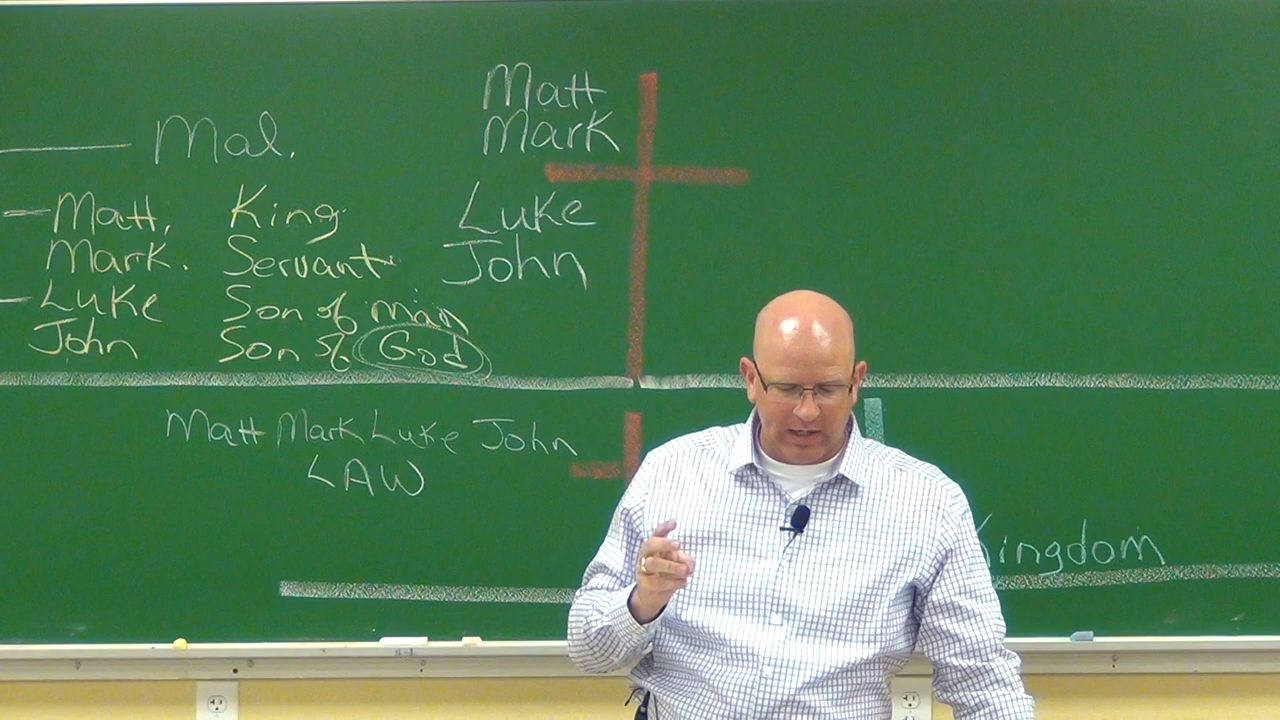 Mal.
Matt. King
Mark. Servant
Luke Son of man
John Son of God
Matt
Mark
Luke
John
Matt Mark Luke John
LAW
Kingdom